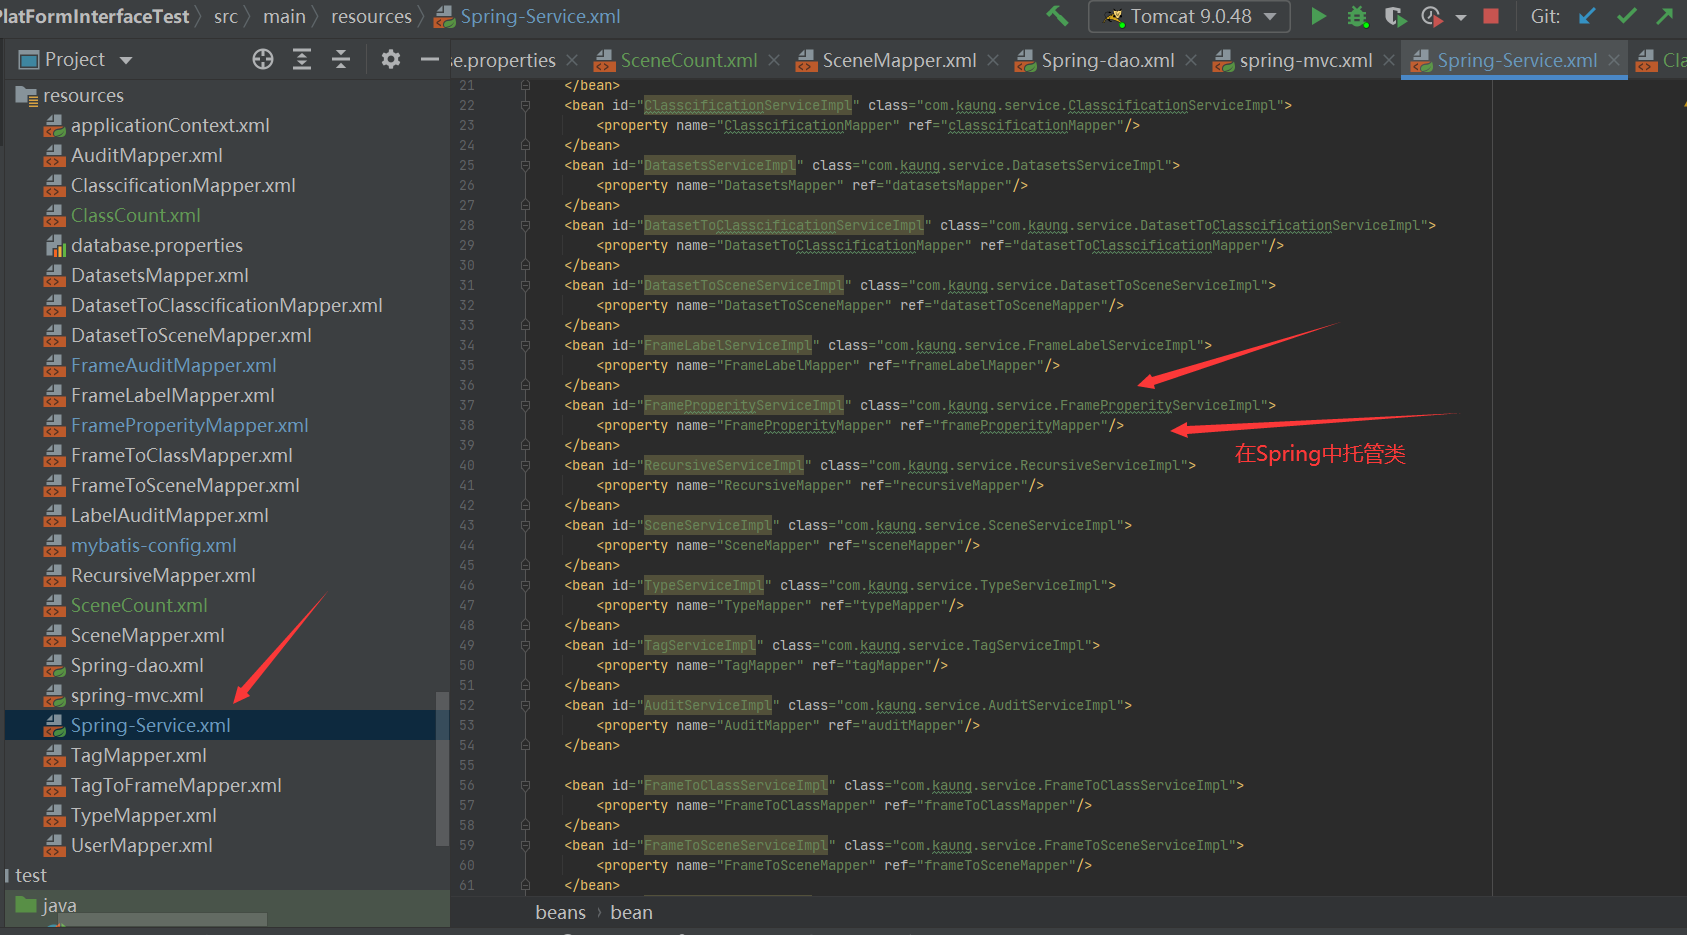 PlatFormInterfaceTest
src
main
resources
Spring-Service.xml
Tomcat 9.0.48
Git:
Project
se.properties
SceneCount.xml
SceneMapper.xml
Spring-dao.xml
spring-mvc.xml
Spring-Service.xml
Cla
resources
applicationContext.xml
AuditMapper.xml
ClasscificationMapper.xml
ClassCount.xml
database.properties
DatasetsMapper.xml
DatasetToClasscificationMapper.xml
DatasetToSceneMapper.xml
FrameAuditMapper.xml
FrameLabelMapper.xml
FrameProperityMapper.xml
FrameToClassMapper.xml
FrameToSceneMapper.xml
LabelAuditMapper.xml
mybatis-config.xml
RecursiveMapper.xml
SceneCount.xml
SceneMapper.xml
Spring-dao.xml
spring-mvc.xml
Spring-Service.xml
TagMapper.xml
TagToFrameMapper.xml
TypeMapper.xml
UserMapper.xml
test
java
21 </bean>
22 <bean id="ClasscificationServiceImpl" class="com.kaung.service.ClasscificationServiceImpl">
23 <property name="ClasscificationMapper" ref="classcificationMapper"/>
24 </bean>
25 <bean id="DatasetsServiceImpl" class="com.kaung.service.DatasetsServiceImpl">
26 <property name="DatasetsMapper" ref="datasetsMapper"/>
27 </bean>
28 <bean id="DatasetToClasscificationServiceImpl" class="com.kaung.service.DatasetToClasscificationServiceImpl">
29 <property name="DatasetToClasscificationMapper" ref="datasetToClasscificationMapper"/>
30 </bean>
31 <bean id="DatasetToSceneServiceImpl" class="com.kaung.service.DatasetToSceneServiceImpl">
32 <property name="DatasetToSceneMapper" ref="datasetToSceneMapper"/>
33 </bean>
34 <bean id="FrameLabelServiceImpl" class="com.kaung.service.FrameLabelServiceImpl">
35 <property name="FrameLabelMapper" ref="frameLabelMapper"/>
36 </bean>
37 <bean id="FrameProperityServiceImpl" class="com.kaung.service.FrameProperityServiceImpl">
38 <property name="FrameProperityMapper" ref="frameProperityMapper"/>
39 </bean>
在Spring中托管类
40 <bean id="RecursiveServiceImpl" class="com.kaung.service.RecursiveServiceImpl">
41 <property name="RecursiveMapper" ref="recursiveMapper"/>
42 </bean>
43 <bean id="SceneServiceImpl" class="com.kaung.service.SceneServiceImpl">
44 <property name="SceneMapper" ref="sceneMapper"/>
45 </bean>
46 <bean id="TypeServiceImpl" class="com.kaung.service.TypeServiceImpl">
47 <property name="TypeMapper" ref="typeMapper"/>
48 </bean>
49 <bean id="TagServiceImpl" class="com.kaung.service.TagServiceImpl">
50 <property name="TagMapper" ref="tagMapper"/>
51 </bean>
52 <bean id="AuditServiceImpl" class="com.kaung.service.AuditServiceImpl">
53 <property name="AuditMapper" ref="auditMapper"/>
54 </bean>
55
56 <bean id="FrameToClassServiceImpl" class="com.kaung.service.FrameToClassServiceImpl">
57 <property name="FrameToClassMapper" ref="frameToClassMapper"/>
58 </bean>
59 <bean id="FrameToSceneServiceImpl" class="com.kaung.service.FrameToSceneServiceImpl">
60 <property name="FrameToSceneMapper" ref="frameToSceneMapper"/>
61 </bean>
beans › bean